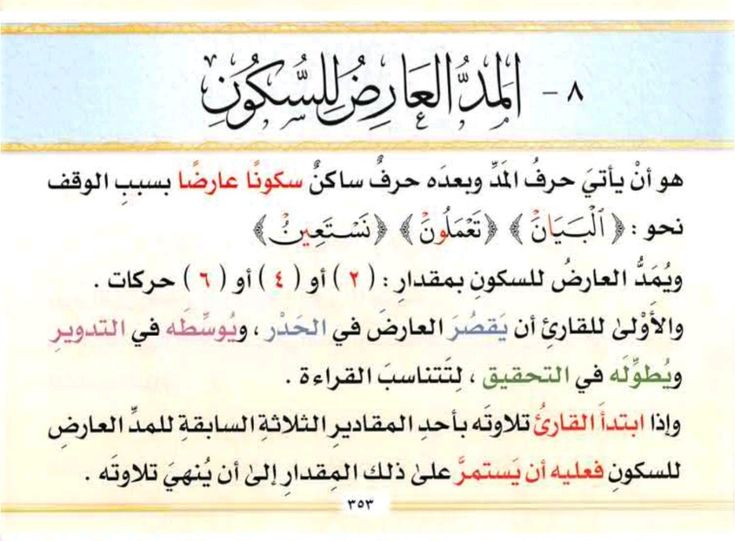 ٨ - المَدُّ العَارِضُ لِلسُّكُونِ
هو أنْ يأتيَ حرفُ المَدِّ وبعدَه حرفٌ ساكنٌ سكونًا عارضًا بسببِ الوقف
نحو : ﴿ ٱلْبَيَانَ ﴾ ﴿ تَعْمَلُونَ ﴾ ﴿ نَسْتَعِينُ ﴾
ويُمَدُّ العارضُ للسكونِ بمقدارِ : ( ٢ ) أو ( ٤ ) أو ( ٦ ) حركات .
والأَوْلىٰ للقارئِ أن يَقصُرَ العارضَ في الحَدْر ، ويُوسِّطَه في التدويرِ
ويُطوِّلَه في التحقيق ، لِتَتناسبَ القراءة .
وإذا ابتدأَ القارئُ تلاوتَه بأحدِ المقاديرِ الثلاثةِ السابقةِ للمدِّ العارضِ
للسكونِ فعليه أن يَستمرَّ علىٰ ذلك المِقدارِ إلىٰ أن يُنهيَ تلاوتَه .
٣٥٣